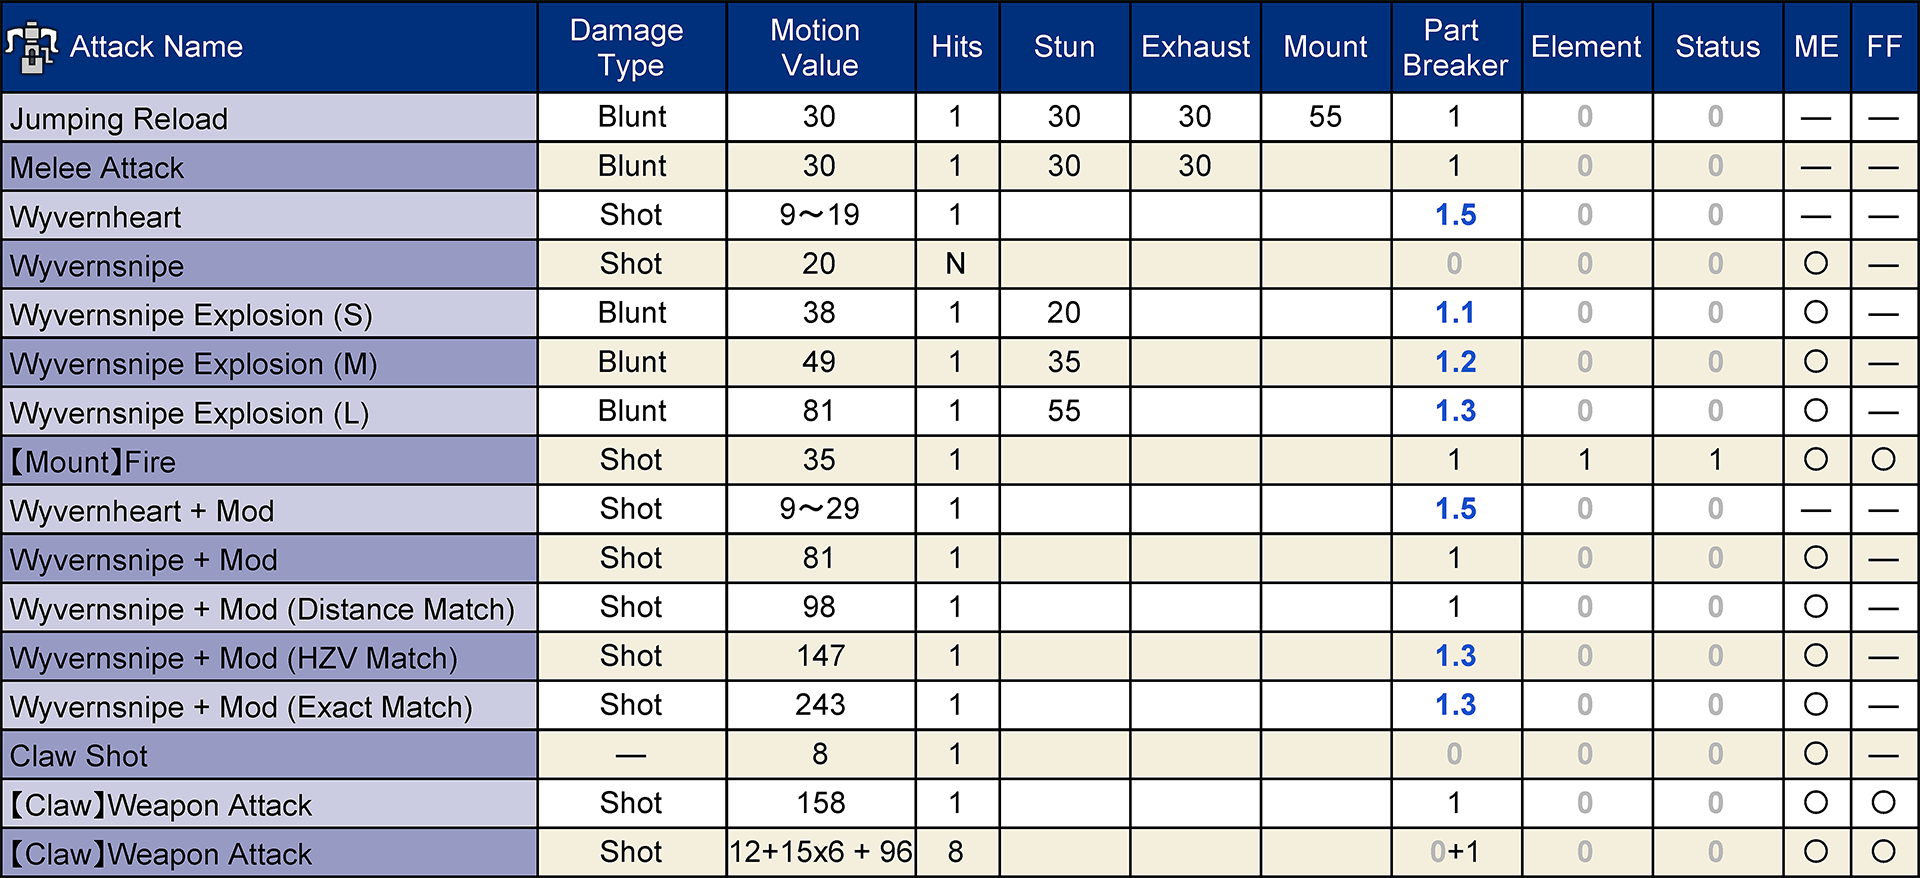 Attack Name Damage Type Motion Value Hits Stun Exhaust Mount Part Breaker Element Status ME FF
Jumping Reload Blunt 30 1 30 30 55 1 0 0 — —
Melee Attack Blunt 30 1 30 30 1 0 0 — —
Wyvernheart Shot 9～19 1 1.5 0 0 — —
Wyvernsnipe Shot 20 N 0 0 0 ○ —
Wyvernsnipe Explosion (S) Blunt 38 1 20 1.1 0 0 ○ —
Wyvernsnipe Explosion (M) Blunt 49 1 35 1.2 0 0 ○ —
Wyvernsnipe Explosion (L) Blunt 81 1 55 1.3 0 0 ○ —
【Mount】Fire Shot 35 1 1 1 1 ○ ○
Wyvernheart + Mod Shot 9～29 1 1.5 0 0 — —
Wyvernsnipe + Mod Shot 81 1 1 0 0 ○ —
Wyvernsnipe + Mod (Distance Match) Shot 98 1 1 0 0 ○ —
Wyvernsnipe + Mod (HZV Match) Shot 147 1 1.3 0 0 ○ —
Wyvernsnipe + Mod (Exact Match) Shot 243 1 1.3 0 0 ○ —
Claw Shot — 8 1 0 0 0 ○ —
【Claw】Weapon Attack Shot 158 1 1 0 0 ○ ○
【Claw】Weapon Attack Shot 12+15x6 + 96 8 0+1 0 0 ○ ○